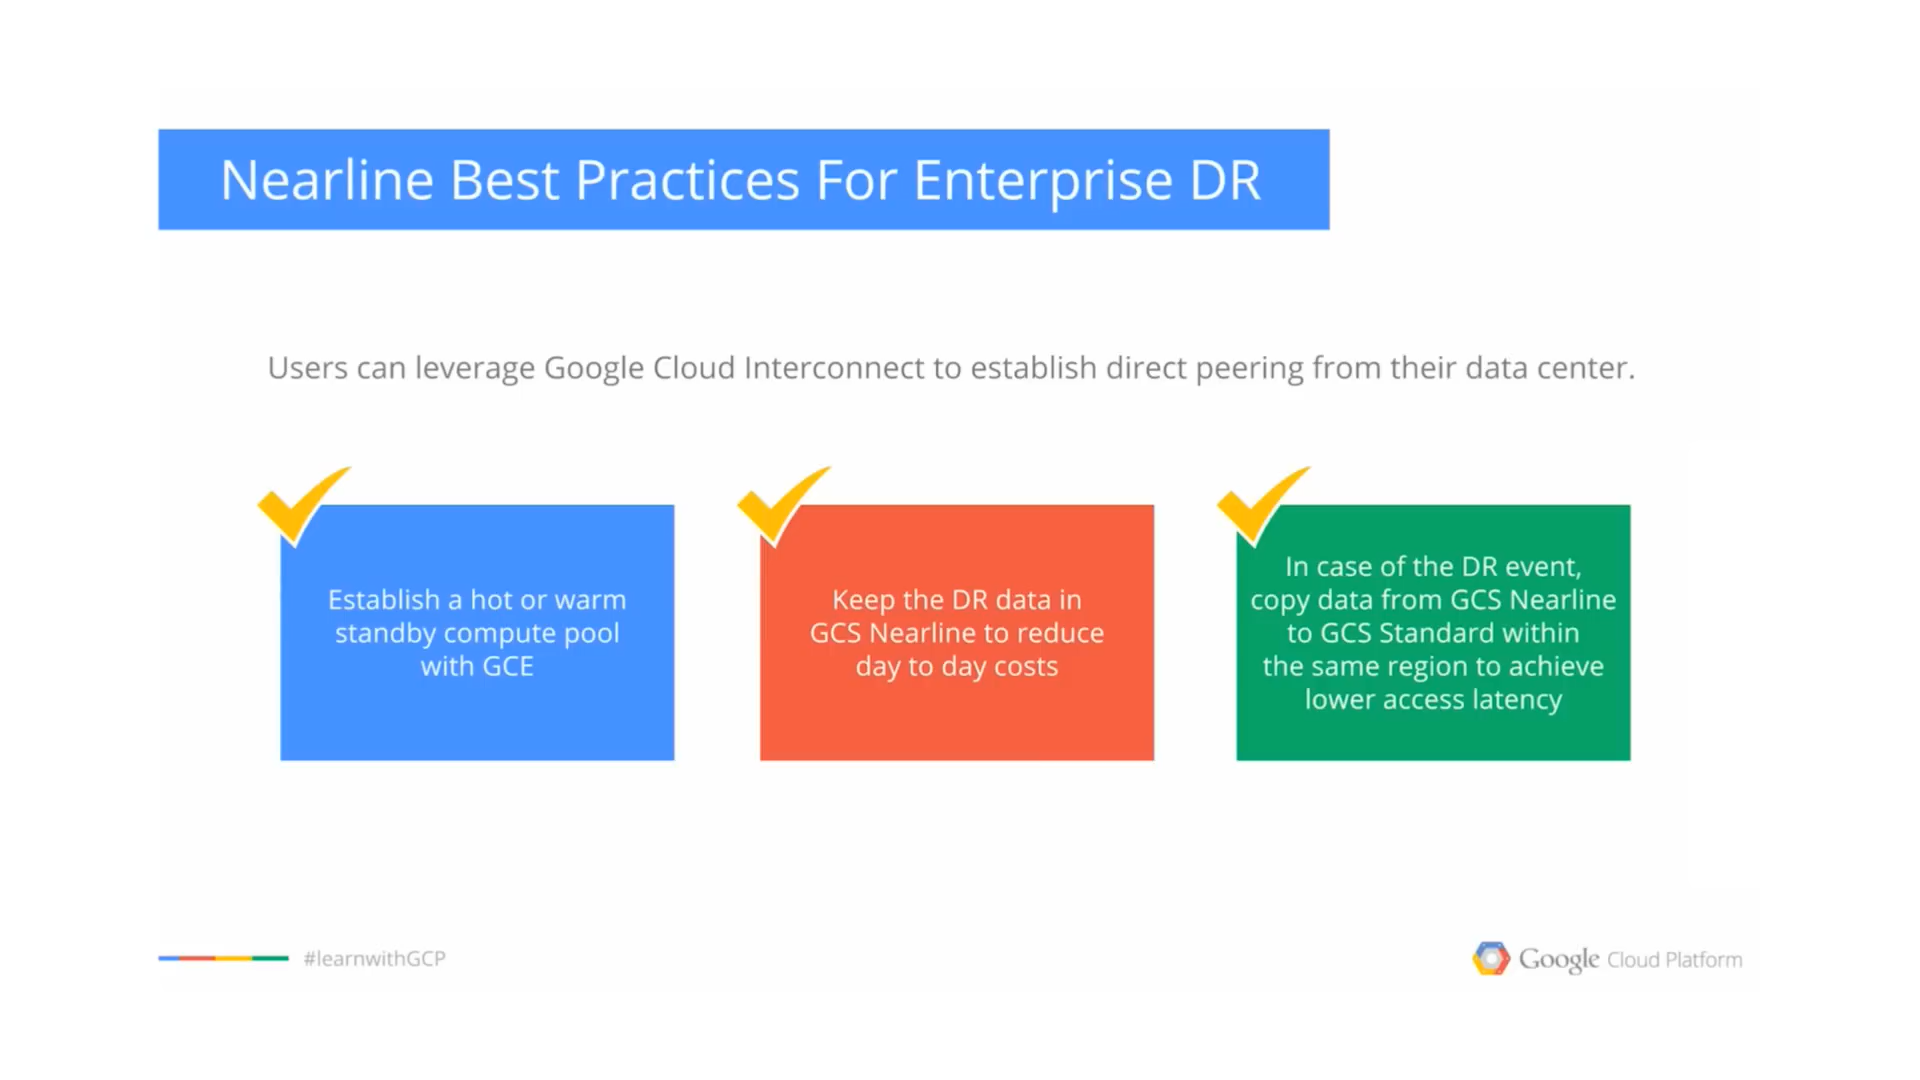 Nearline Best Practices For Enterprise DR
Users can leverage Google Cloud Interconnect to establish direct peering from their data center.
Establish a hot or warm
standby compute pool
with GCE
Keep the DR data in
GCS Nearline to reduce
day to day costs
In case of the DR event,
copy data from GCS Nearline
to GCS Standard within
the same region to achieve
lower access latency
#learnwithGCP
Google Cloud Platform